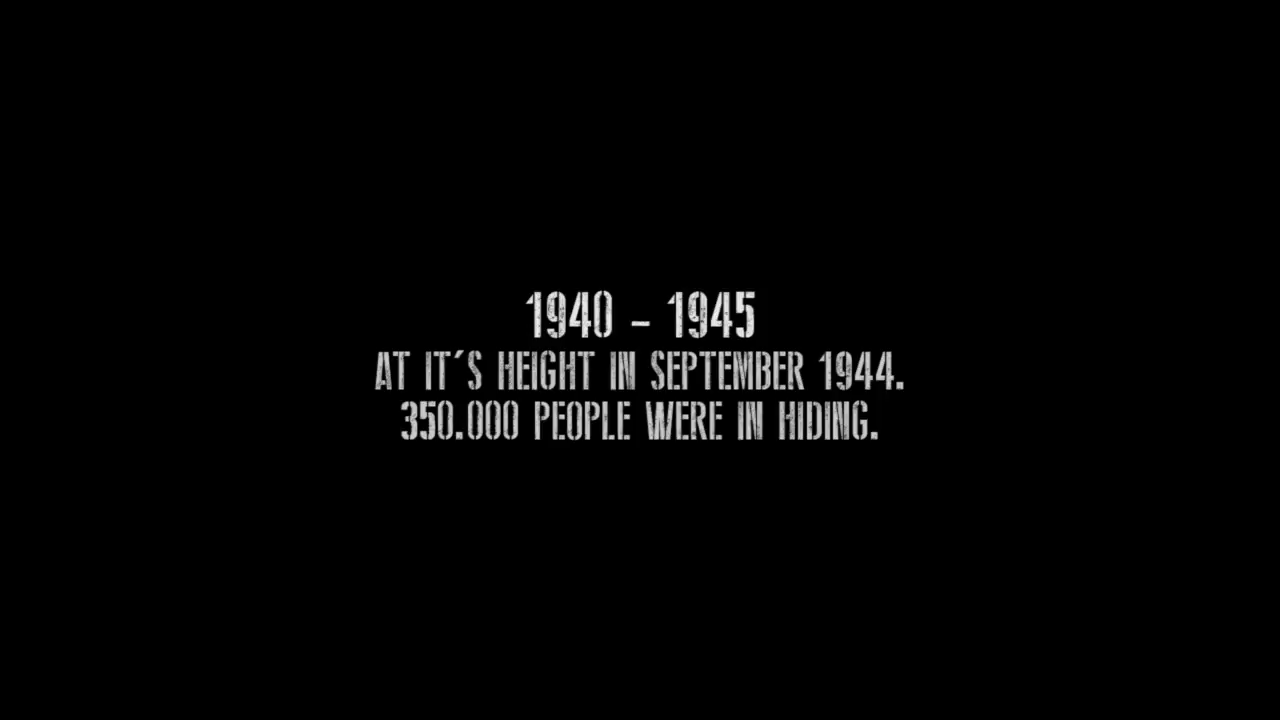 1940 - 1945
AT IT´S HEIGHT IN SEPTEMBER 1944.
350.000 PEOPLE WERE IN HIDING.